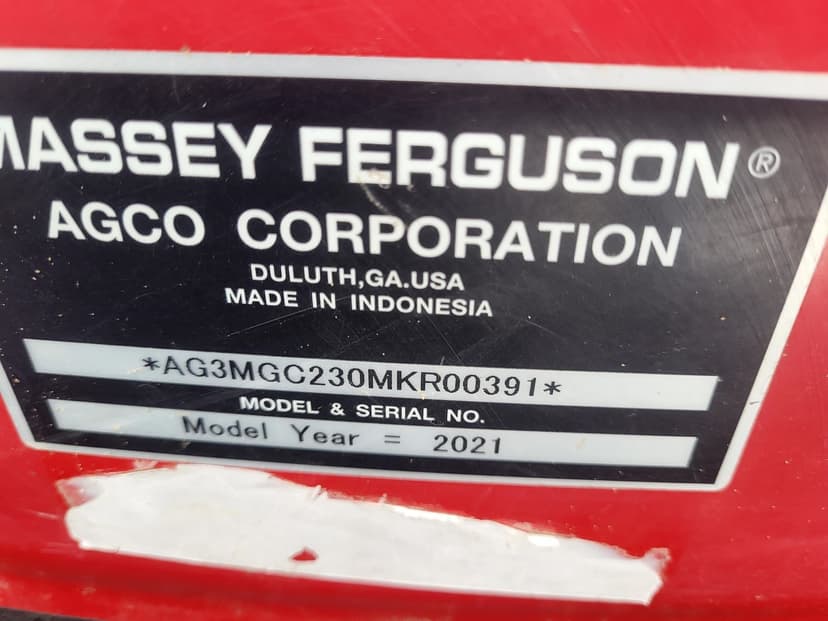 MASSEY FERGUSON®
AGCO CORPORATION
DULUTH,GA.USA
MADE IN INDONESIA
*AG3MGC230MKR00391*
MODEL & SERIAL NO.
Model Year = 2021